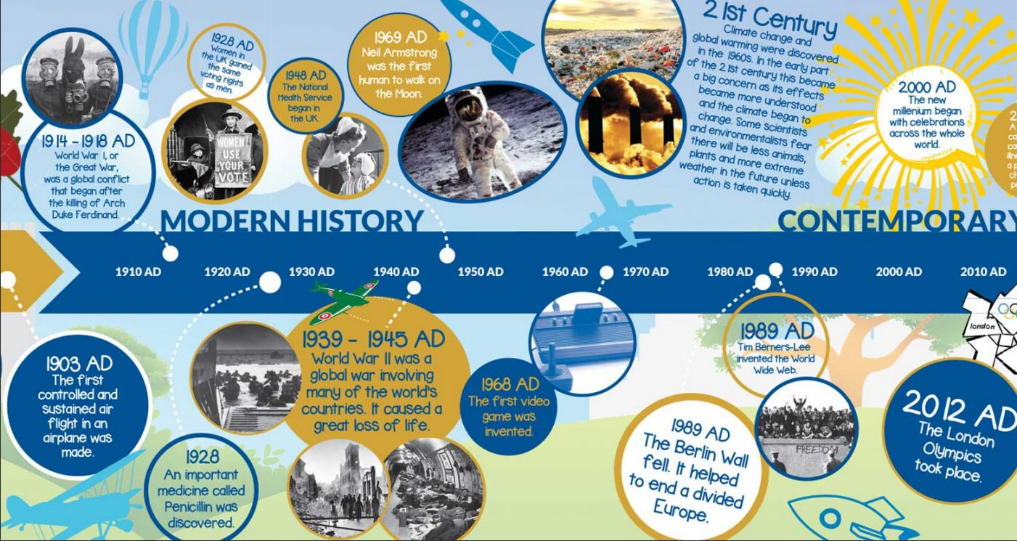 1914 - 1918 AD
World War I, or
the Great War,
was a global conflict
that began after
the killing of Arch
Duke Ferdinand.
1928 AD
Women in
the UK gained
the same
voting rights
as men.
WOMEN
USE
YOUR
VOTE
1948 AD
The National
Health Service
began in
the UK.
1969 AD
Neil Armstrong
was the first
human to walk on
the Moon.
21st Century
Climate change and
global warming were discovered
in the 1960s. In the early part
of the 21st century this became
a big concern as its effects
became more understood
and the climate began to
change. Some scientists
and environmentalists fear
there will be less animals,
plants and more extreme
weather in the future unless
action is taken quickly.
2,000 AD
The new
millenium began
with celebrations
across the whole
world.
MODERN HISTORY
CONTEMPORARY
1910 AD
1920 AD
1930 AD
1940 AD
1950 AD
1960 AD
1970 AD
1980 AD
1990 AD
2000 AD
2010 AD
1903 AD
The first
controlled and
sustained air
flight in an
airplane was
made.
1928
An important
medicine called
Penicillin was
discovered.
1939 - 1945 AD
World War II was a
global war involving
many of the world's
countries. It caused a
great loss of life.
1968 AD
The first video
game was
invented.
1989 AD
The Berlin Wall
fell. It helped
to end a divided
Europe.
1989 AD
Tim Berners-Lee
invented the World
Wide Web.
FREEDOM
london
2012 AD
The London
Olympics
took place.